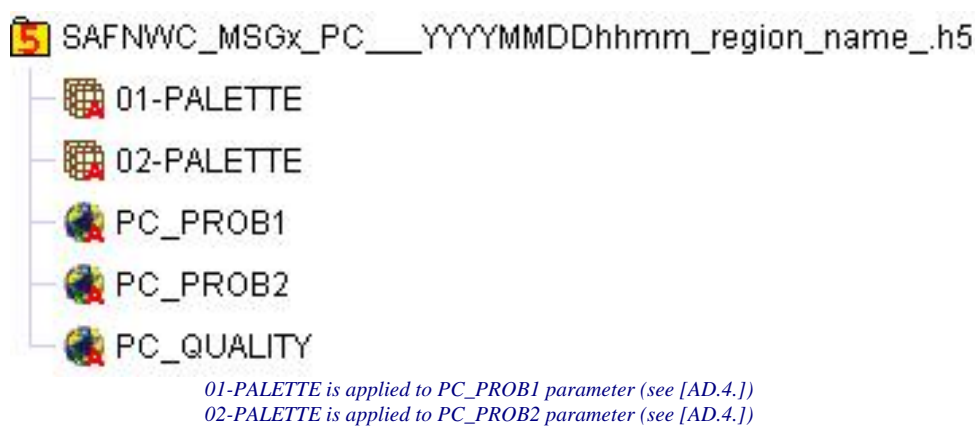 SAFNWC_MSGx_PC___YYYYMMDDhhmm_region_name_.h5
01-PALETTE
02-PALETTE
PC_PROB1
PC_PROB2
PC_QUALITY
01-PALETTE is applied to PC_PROB1 parameter (see [AD.4.])
02-PALETTE is applied to PC_PROB2 parameter (see [AD.4.])